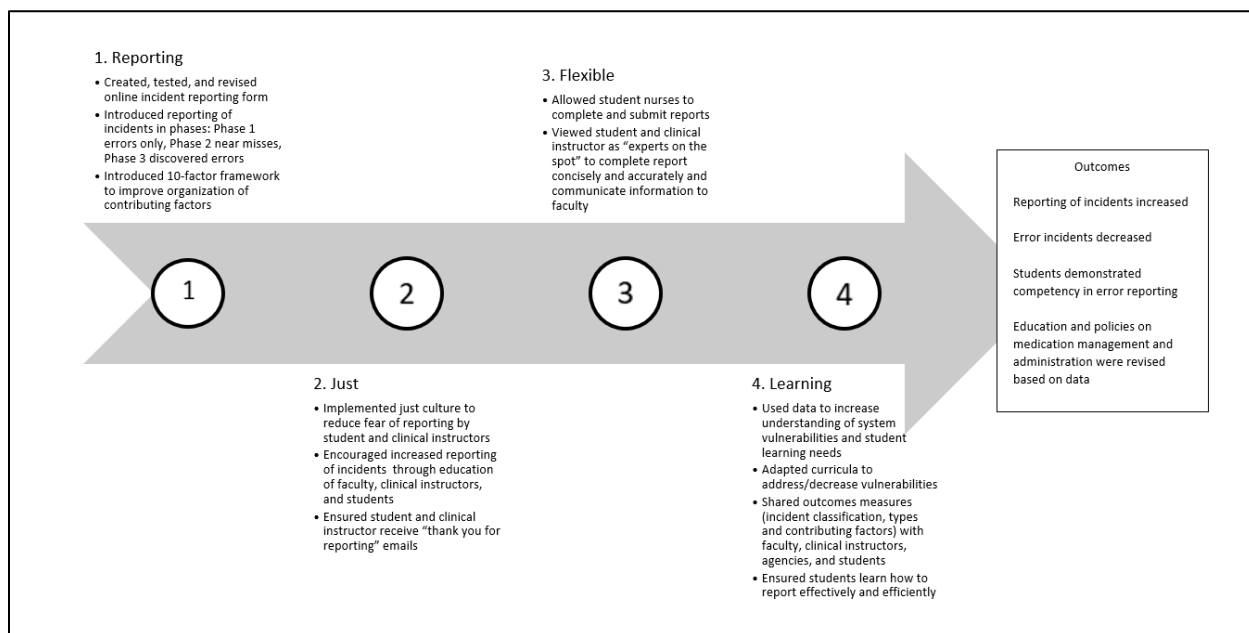 1. Reporting
• Created, tested, and revised
online incident reporting form
• Introduced reporting of
incidents in phases: Phase 1
errors only, Phase 2 near misses,
Phase 3 discovered errors
• Introduced 10-factor framework
to improve organization of
contributing factors
3. Flexible
• Allowed student nurses to
complete and submit reports
• Viewed student and clinical
instructor as “experts on the
spot” to complete report
concisely and accurately and
communicate information to
faculty
1
2
3
4
2. Just
• Implemented just culture to
reduce fear of reporting by
student and clinical instructors
• Encouraged increased reporting
of incidents through education
of faculty, clinical instructors,
and students
• Ensured student and clinical
instructor receive “thank you for
reporting” emails
4. Learning
• Used data to increase
understanding of system
vulnerabilities and student
learning needs
• Adapted curricula to
address/decrease vulnerabilities
• Shared outcomes measures
(incident classification, types
and contributing factors) with
faculty, clinical instructors,
agencies, and students
• Ensured students learn how to
report effectively and efficiently
Outcomes
Reporting of incidents increased
Error incidents decreased
Students demonstrated
competency in error reporting
Education and policies on
medication management and
administration were revised
based on data